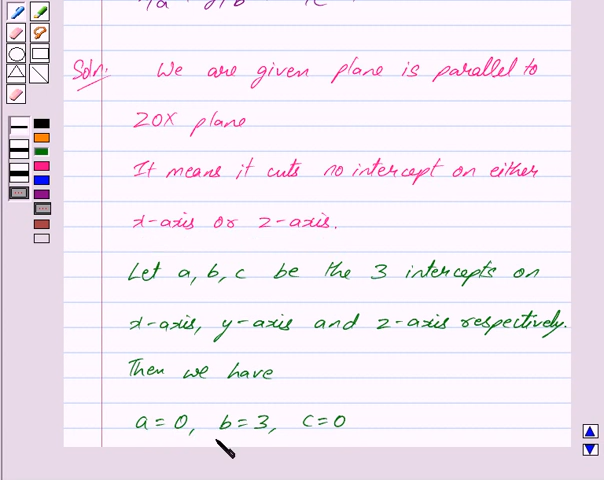 Soln: We are given plane is parallel to
ZOX plane
It means it cuts no intercept on either
x-axis or z-axis.
Let a, b, c be the 3 intercepts on
x-axis, y-axis and z-axis respectively.
Then we have
a = 0, b = 3, c = 0